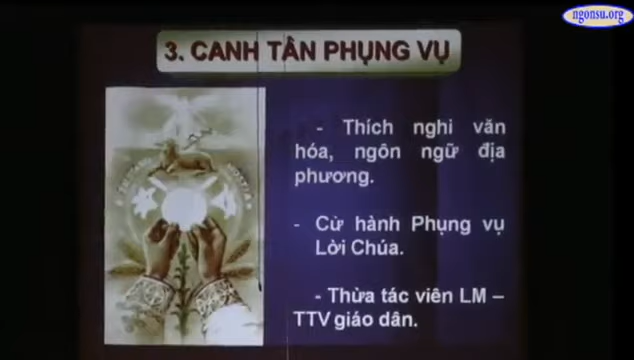 ngonsu.org
3. CANH TÂN PHỤNG VỤ
- Thích nghi văn
hóa, ngôn ngữ địa
phương.
- Cử hành Phụng vụ
Lời Chúa.
- Thừa tác viên LM –
TTV giáo dân.